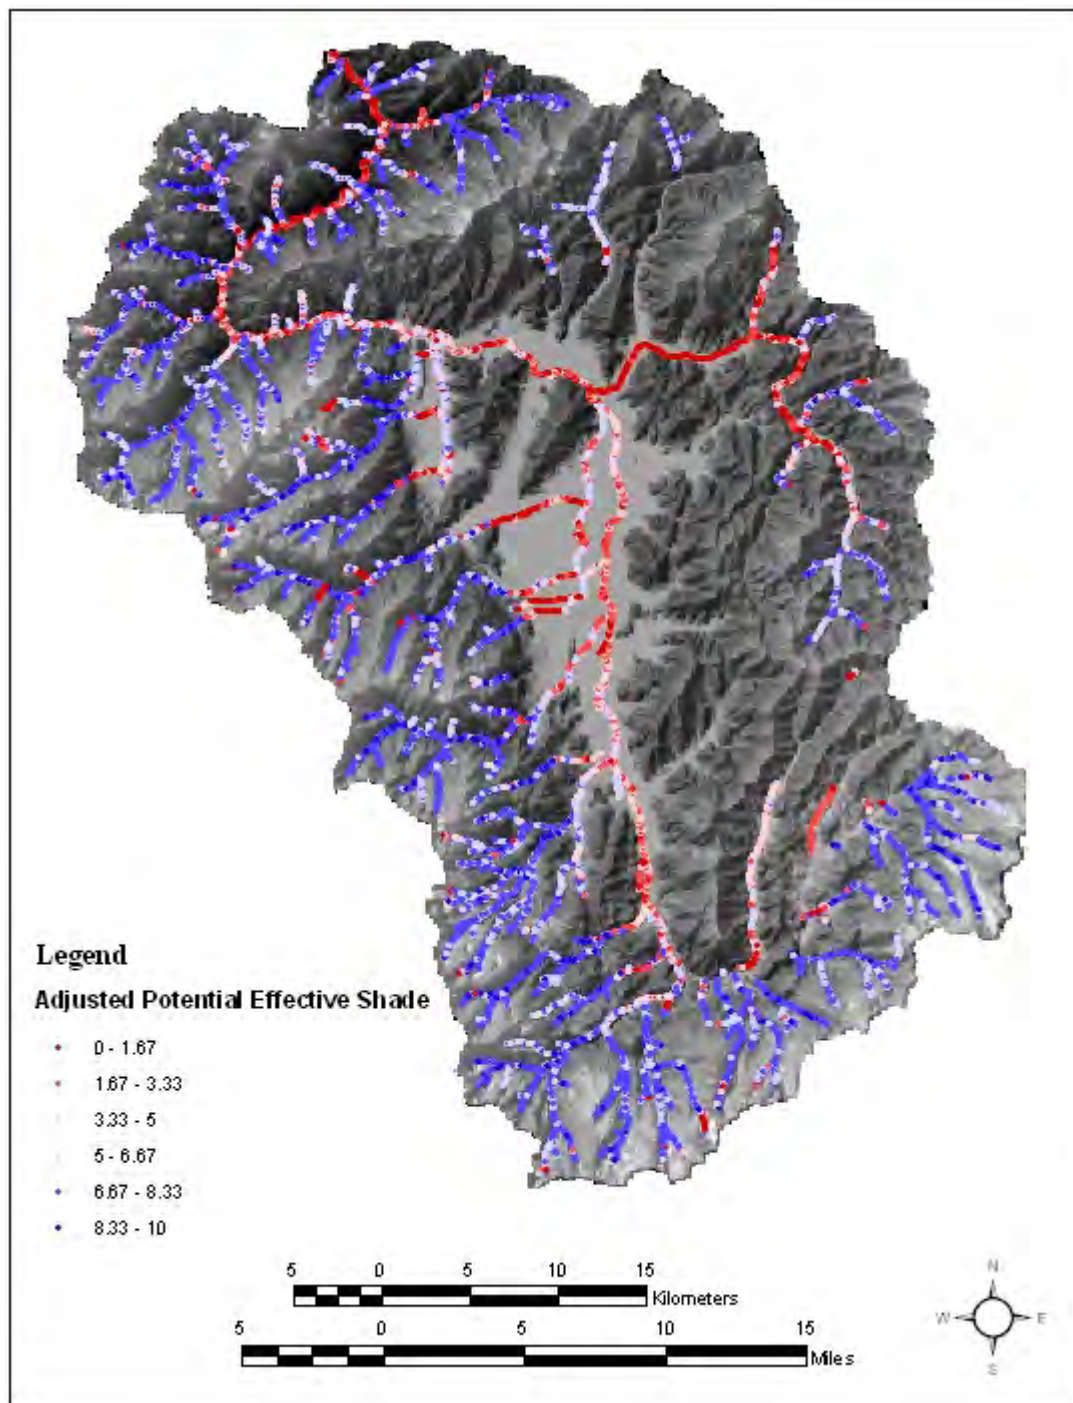 Legend
Adjusted Potential Effective Shade
0 - 1.67
1.67 - 3.33
3.33 - 5
5 - 6.67
6.67 - 8.33
8.33 - 10
5 0 5 10 15
Kilometers
5 0 5 10 15
Miles
N
W E
S